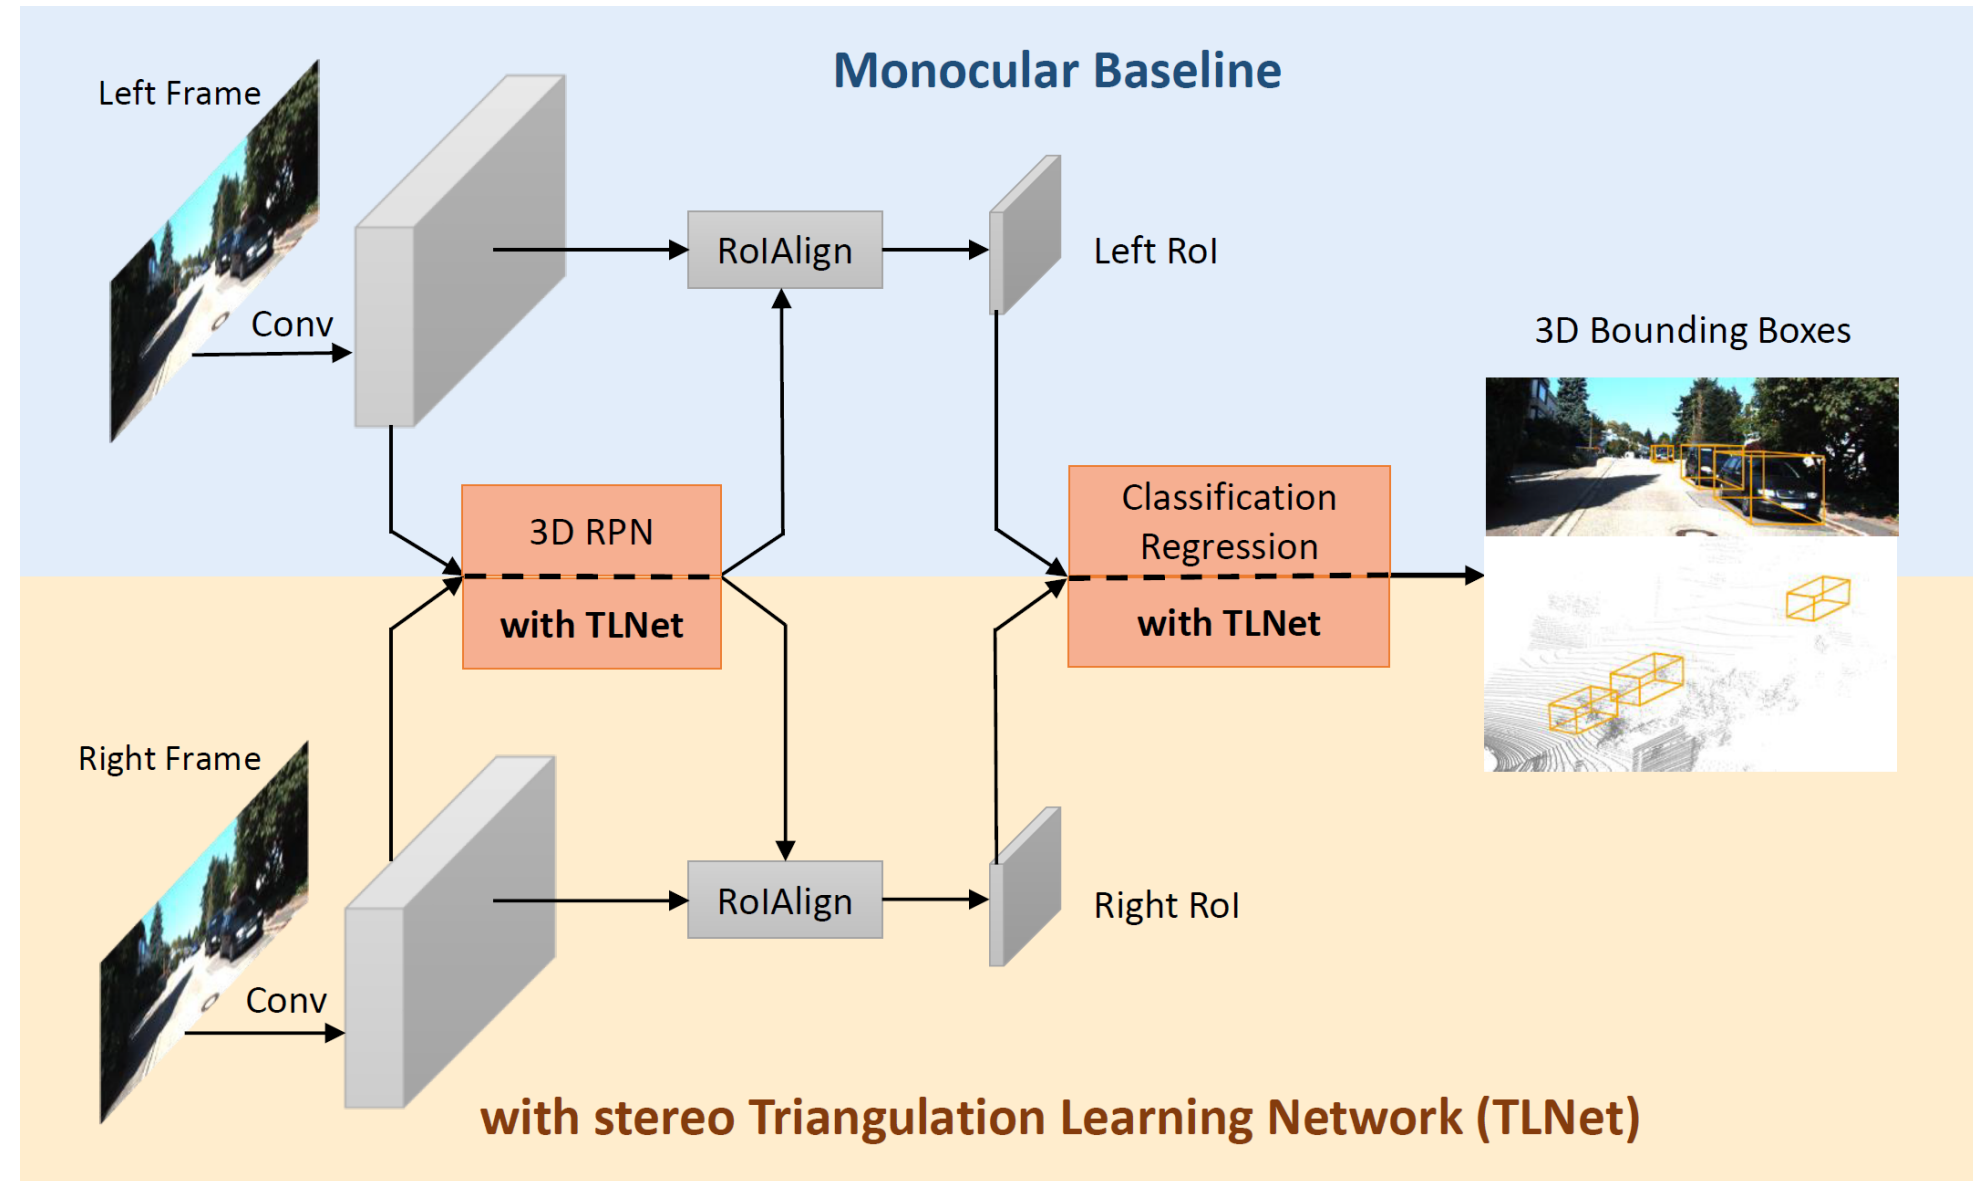 Monocular Baseline
Left Frame
Conv
RoIAlign
Left RoI
3D Bounding Boxes
3D RPN
with TLNet
Classification
Regression
with TLNet
Right Frame
Conv
RoIAlign
Right RoI
with stereo Triangulation Learning Network (TLNet)